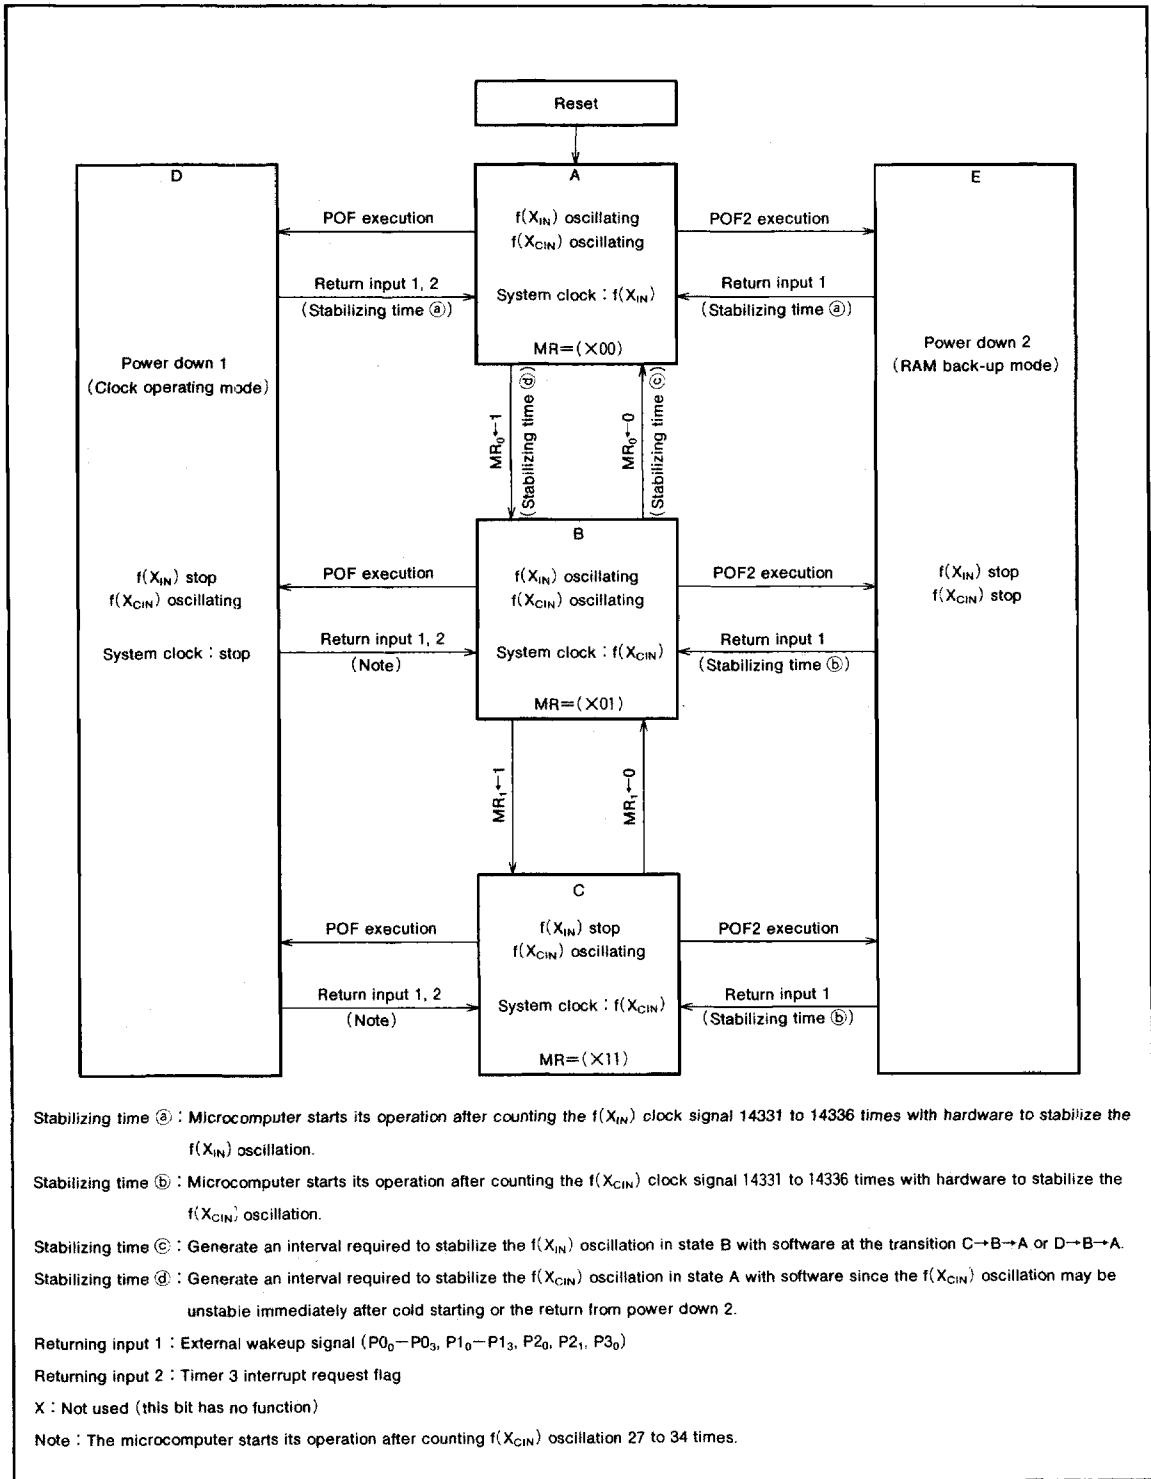 Reset
D
A
E
POF execution
f(XIN) oscillating
f(XCIN) oscillating
POF2 execution
Return input 1, 2
(Stabilizing time ⓐ)
System clock : f(XIN)
Return input 1
(Stabilizing time ⓐ)
MR=(X00)
Power down 1
(Clock operating mode)
Power down 2
(RAM back-up mode)
MR0←1
(Stabilizing time ⓓ)
MR0←0
(Stabilizing time ⓒ)
B
f(XIN) stop
f(XCIN) oscillating
System clock : stop
POF execution
f(XIN) oscillating
f(XCIN) oscillating
POF2 execution
f(XIN) stop
f(XCIN) stop
Return input 1, 2
(Note)
System clock : f(XCIN)
Return input 1
(Stabilizing time ⓑ)
MR=(X01)
MR1←1
MR1←0
C
POF execution
f(XIN) stop
f(XCIN) oscillating
POF2 execution
Return input 1, 2
(Note)
System clock : f(XCIN)
Return input 1
(Stabilizing time ⓑ)
MR=(X11)
Stabilizing time ⓐ : Microcomputer starts its operation after counting the f(XIN) clock signal 14331 to 14336 times with hardware to stabilize the
f(XIN) oscillation.
Stabilizing time ⓑ : Microcomputer starts its operation after counting the f(XCIN) clock signal 14331 to 14336 times with hardware to stabilize the
f(XCIN) oscillation.
Stabilizing time ⓒ : Generate an interval required to stabilize the f(XIN) oscillation in state B with software at the transition C→B→A or D→B→A.
Stabilizing time ⓓ : Generate an interval required to stabilize the f(XCIN) oscillation in state A with software since the f(XCIN) oscillation may be
unstable immediately after cold starting or the return from power down 2.
Returning input 1 : External wakeup signal (P00−P03, P10−P13, P20, P21, P30)
Returning input 2 : Timer 3 interrupt request flag
X : Not used (this bit has no function)
Note : The microcomputer starts its operation after counting f(XCIN) oscillation 27 to 34 times.